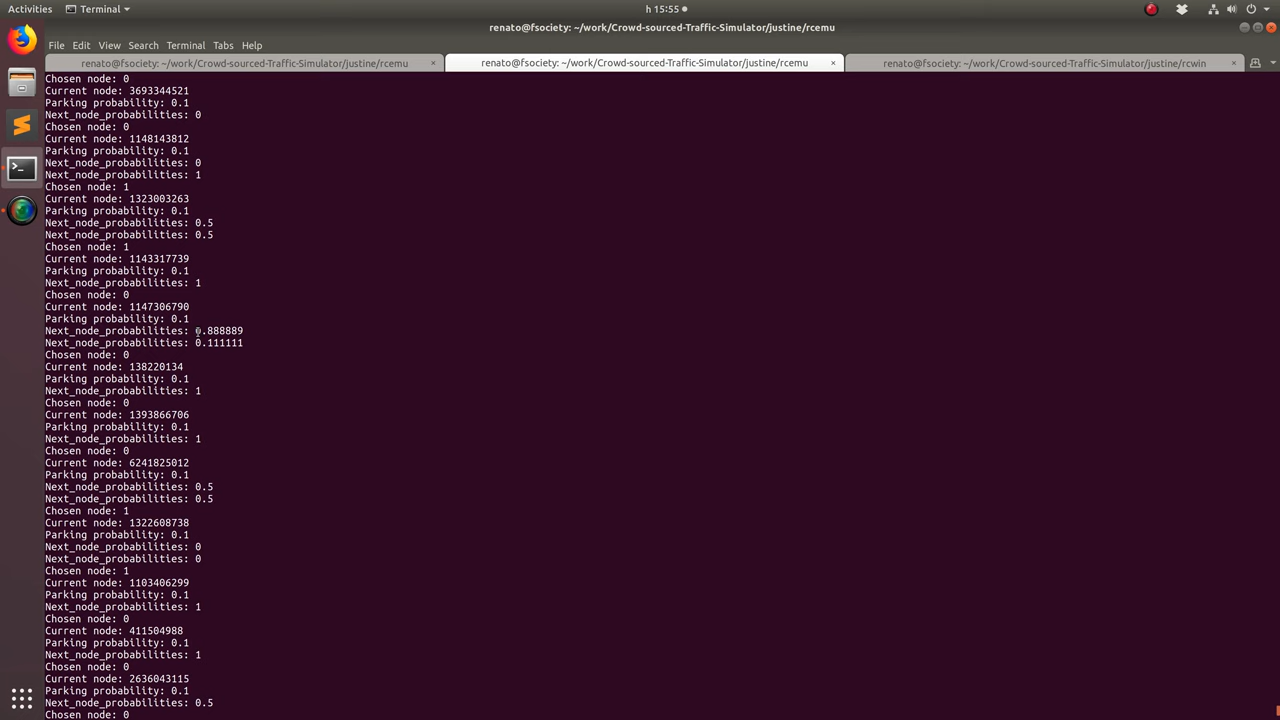 Activities
Terminal
h 15:55
renato@fsociety: ~/work/Crowd-sourced-Traffic-Simulator/justine/rcemu
File Edit View Search Terminal Tabs Help
renato@fsociety: ~/work/Crowd-sourced-Traffic-Simulator/justine/rcemu
renato@fsociety: ~/work/Crowd-sourced-Traffic-Simulator/justine/rcemu
renato@fsociety: ~/work/Crowd-sourced-Traffic-Simulator/justine/rcwin
Chosen node: 0
Current node: 3693344521
Parking probability: 0.1
Next_node_probabilities: 0
Chosen node: 0
Current node: 1148143812
Parking probability: 0.1
Next_node_probabilities: 0
Next_node_probabilities: 1
Chosen node: 1
Current node: 1323003263
Parking probability: 0.1
Next_node_probabilities: 0.5
Next_node_probabilities: 0.5
Chosen node: 1
Current node: 1143317739
Parking probability: 0.1
Next_node_probabilities: 1
Chosen node: 0
Current node: 1147306790
Parking probability: 0.1
Next_node_probabilities: 0.888889
Next_node_probabilities: 0.111111
Chosen node: 0
Current node: 138220134
Parking probability: 0.1
Next_node_probabilities: 1
Chosen node: 0
Current node: 1393866706
Parking probability: 0.1
Next_node_probabilities: 1
Chosen node: 0
Current node: 6241825012
Parking probability: 0.1
Next_node_probabilities: 0.5
Next_node_probabilities: 0.5
Chosen node: 1
Current node: 1322608738
Parking probability: 0.1
Next_node_probabilities: 0
Next_node_probabilities: 0
Chosen node: 1
Current node: 1103406299
Parking probability: 0.1
Next_node_probabilities: 1
Chosen node: 0
Current node: 411504988
Parking probability: 0.1
Next_node_probabilities: 1
Chosen node: 0
Current node: 2636043115
Parking probability: 0.1
Next_node_probabilities: 0.5
Chosen node: 0